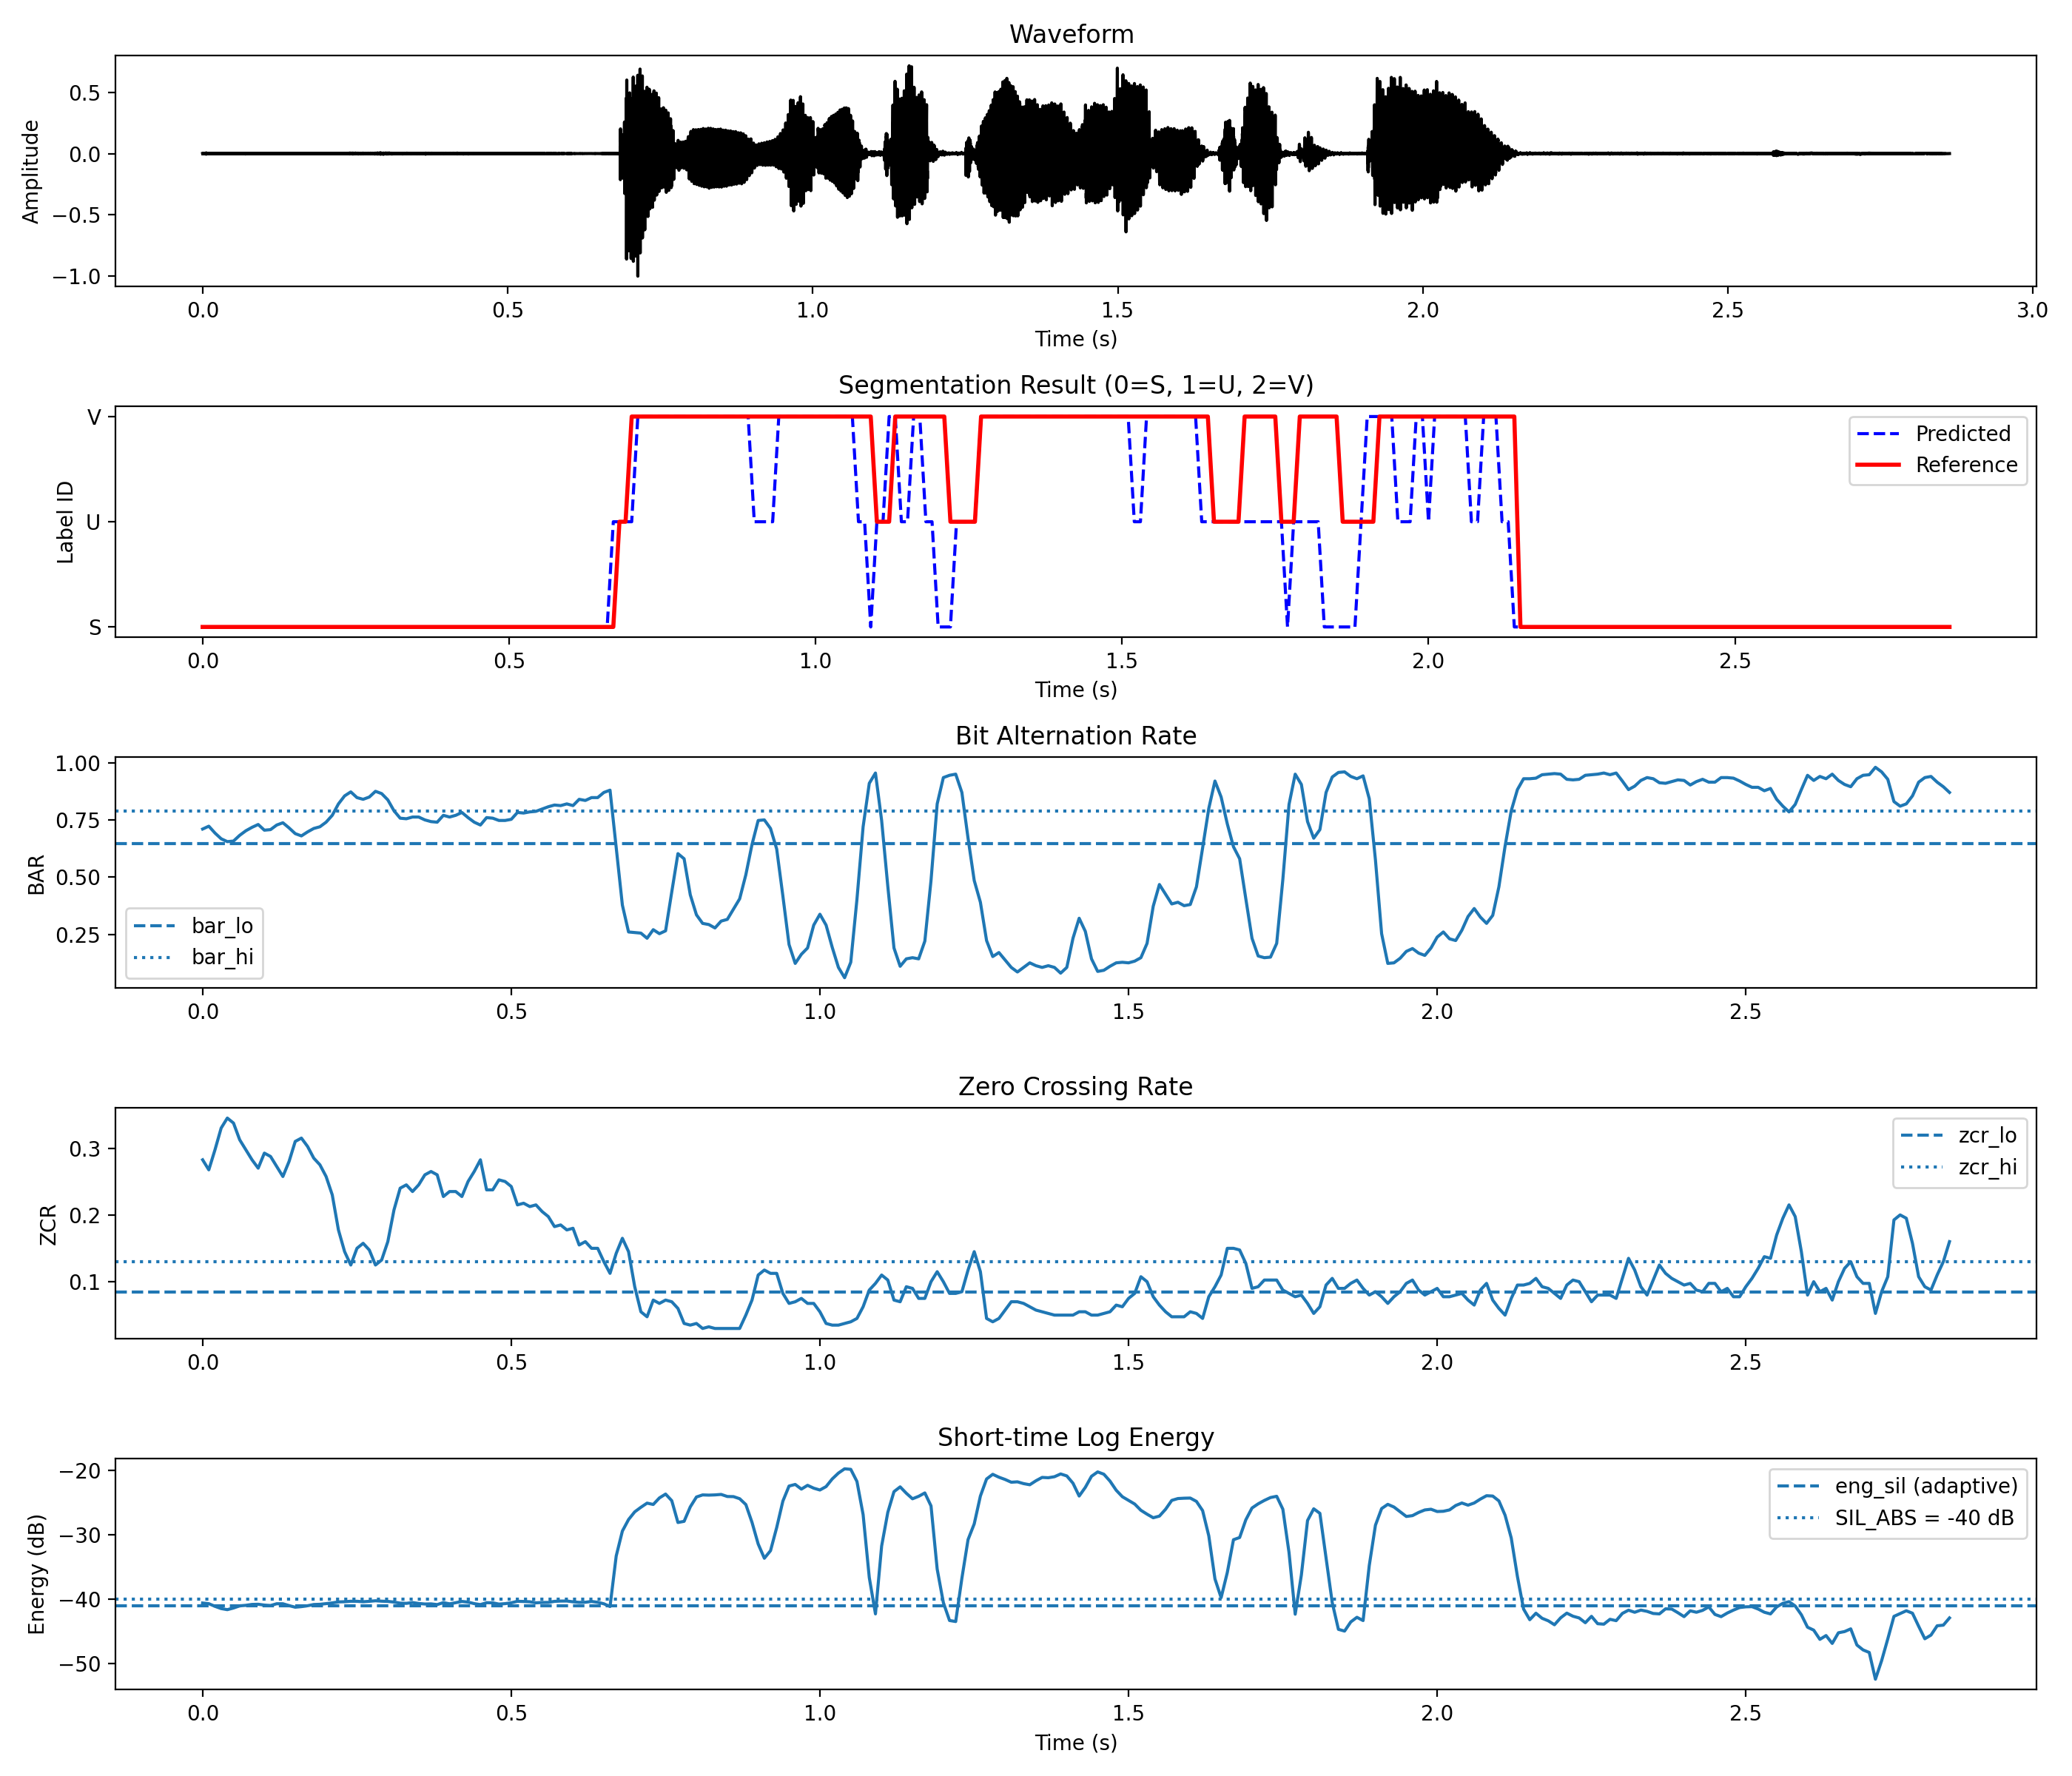 Waveform
Amplitude
0.5
0.0
−0.5
−1.0
0.0 0.5 1.0 1.5 2.0 2.5 3.0
Time (s)
Segmentation Result (0=S, 1=U, 2=V)
Label ID
V
U
S
Predicted
Reference
0.0 0.5 1.0 1.5 2.0 2.5
Time (s)
Bit Alternation Rate
BAR
1.00
0.75
0.50
0.25
bar_lo
bar_hi
0.0 0.5 1.0 1.5 2.0 2.5
Zero Crossing Rate
ZCR
0.3
0.2
0.1
zcr_lo
zcr_hi
0.0 0.5 1.0 1.5 2.0 2.5
Short-time Log Energy
Energy (dB)
−20
−30
−40
−50
eng_sil (adaptive)
SIL_ABS = -40 dB
0.0 0.5 1.0 1.5 2.0 2.5
Time (s)